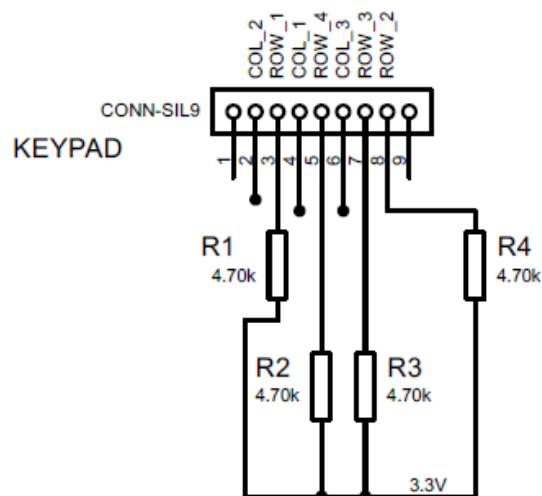 COL_2
ROW_1
COL_1
ROW_4
COL_3
ROW_3
ROW_2
CONN-SIL9
KEYPAD
1
2
3
4
5
6
7
8
9
R1
4.70k
R4
4.70k
R2
4.70k
R3
4.70k
3.3V